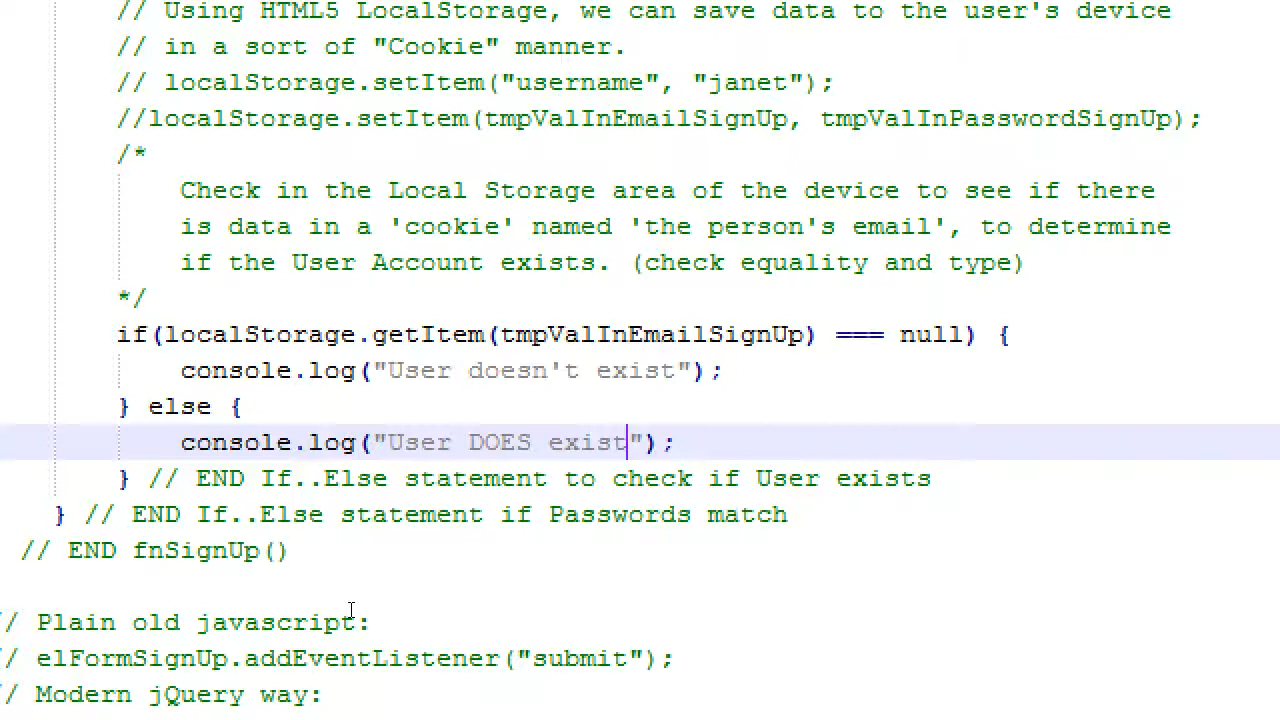 // Using HTML5 LocalStorage, we can save data to the user's device
// in a sort of "Cookie" manner.
// localStorage.setItem("username", "janet");
//localStorage.setItem(tmpValInEmailSignUp, tmpValInPasswordSignUp);
/*
Check in the Local Storage area of the device to see if there
is data in a 'cookie' named 'the person's email', to determine
if the User Account exists. (check equality and type)
*/
if(localStorage.getItem(tmpValInEmailSignUp) === null) {
console.log("User doesn't exist");
} else {
console.log("User DOES exist");
} // END If..Else statement to check if User exists
} // END If..Else statement if Passwords match
// END fnSignUp()
// Plain old javascript:
// elFormSignUp.addEventListener("submit");
// Modern jQuery way: